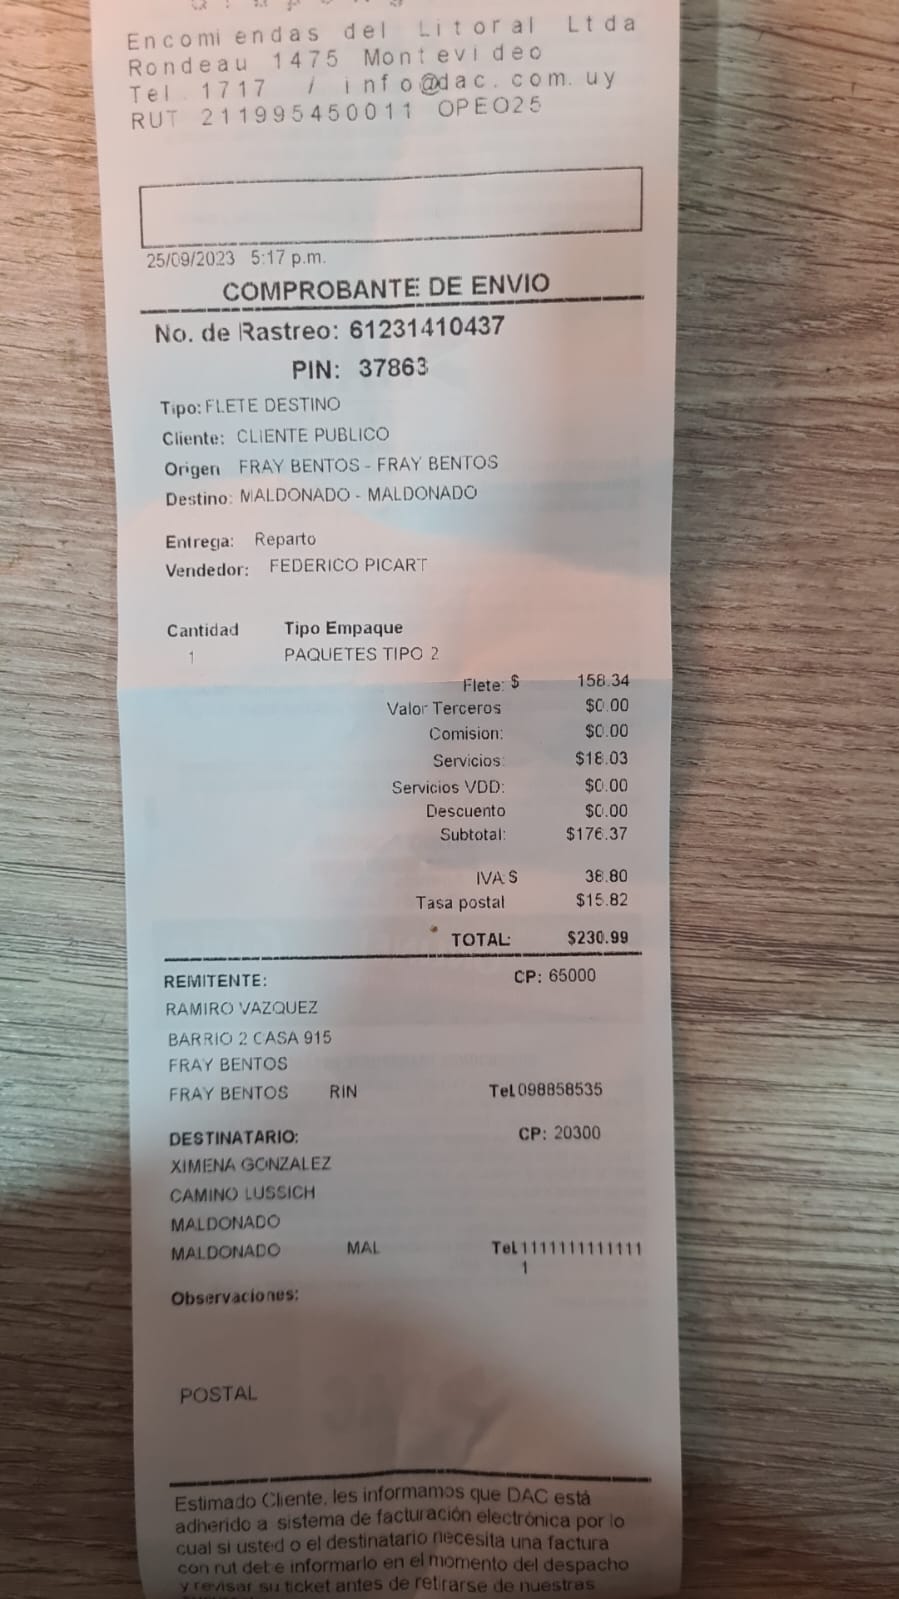 Encomiendas del Litoral Ltda
Rondeau 1475 Montevideo
Tel. 1717 / info@dac.com.uy
RUT 211995450011 OPEO25
25/09/2023 5:17 p.m.
COMPROBANTE DE ENVIO
No. de Rastreo: 61231410437
PIN: 37863
Tipo: FLETE DESTINO
Cliente: CLIENTE PUBLICO
Origen FRAY BENTOS - FRAY BENTOS
Destino: MALDONADO - MALDONADO
Entrega: Reparto
Vendedor: FEDERICO PICART
Cantidad Tipo Empaque
1 PAQUETES TIPO 2
Flete: $ 158.34
Valor Terceros $0.00
Comision: $0.00
Servicios: $18.03
Servicios VDD: $0.00
Descuento $0.00
Subtotal: $176.37
IVA $ 38.80
Tasa postal $15.82
TOTAL: $230.99
REMITENTE: CP: 65000
RAMIRO VAZQUEZ
BARRIO 2 CASA 915
FRAY BENTOS
FRAY BENTOS RIN Tel.098858535
DESTINATARIO: CP: 20300
XIMENA GONZALEZ
CAMINO LUSSICH
MALDONADO
MALDONADO MAL Tel.1111111111111
1
Observaciones:
POSTAL
Estimado Cliente, les informamos que DAC está
adherido a sistema de facturación electrónica por lo
cual si usted o el destinatario necesita una factura
con rut debe informarlo en el momento del despacho
y revisar su ticket antes de retirarse de nuestras